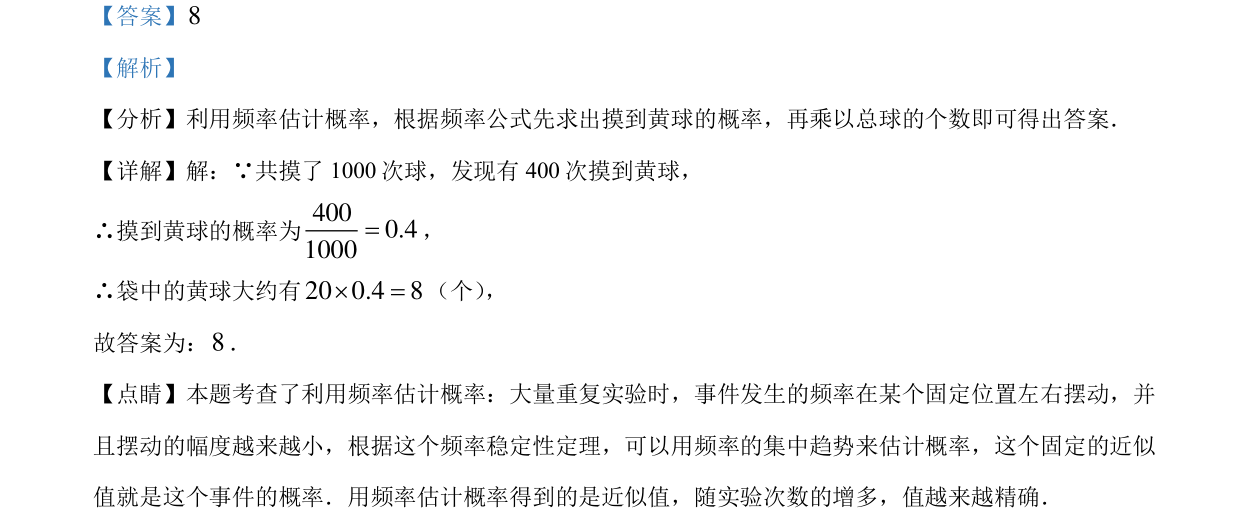 【答案】8
【解析】
【分析】利用频率估计概率，根据频率公式先求出摸到黄球的概率，再乘以总球的个数即可得出答案．
【详解】解：∵共摸了 1000 次球，发现有 400 次摸到黄球，
∴摸到黄球的概率为 400/1000 = 0.4，
∴袋中的黄球大约有 20×0.4 = 8（个），
故答案为：8．
【点睛】本题考查了利用频率估计概率：大量重复实验时，事件发生的频率在某个固定位置左右摆动，并
且摆动的幅度越来越小，根据这个频率稳定性定理，可以用频率的集中趋势来估计概率，这个固定的近似
值就是这个事件的概率．用频率估计概率得到的是近似值，随实验次数的增多，值越来越精确．